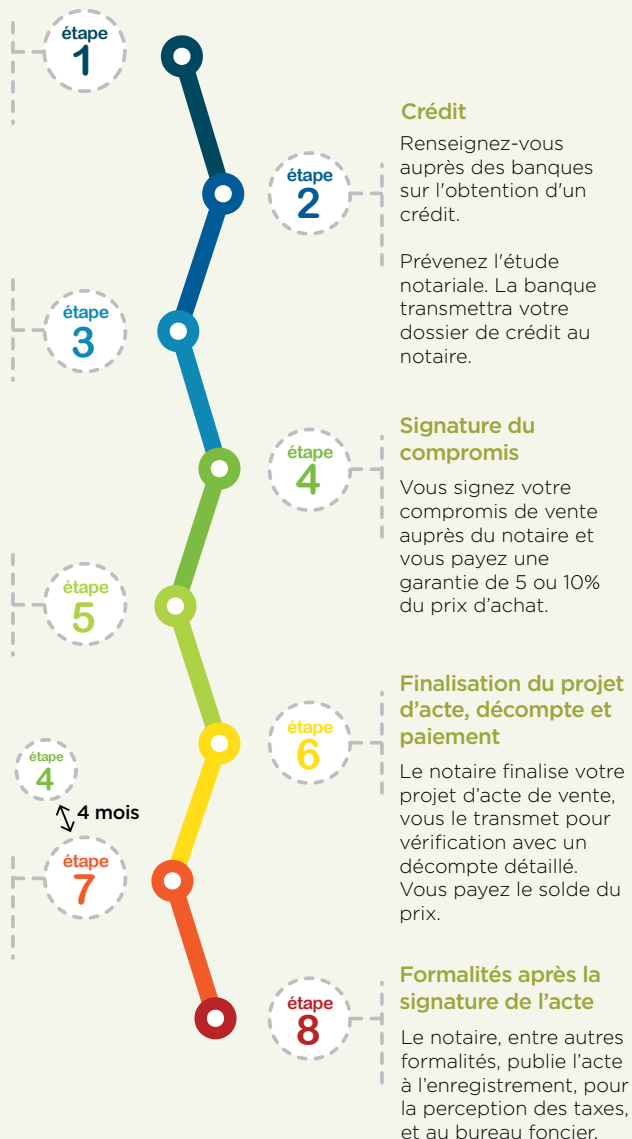 étape
1
Crédit
Renseignez-vous
auprès des banques
sur l'obtention d'un
crédit.
étape
2
Prévenez l'étude
notariale. La banque
transmettra votre
dossier de crédit au
notaire.
étape
3
Signature du
compromis
étape
4
Vous signez votre
compromis de vente
auprès du notaire et
vous payez une
garantie de 5 ou 10%
du prix d’achat.
étape
5
Finalisation du projet
d’acte, décompte et
paiement
étape
6
Le notaire finalise votre
projet d’acte de vente,
vous le transmet pour
vérification avec un
décompte détaillé.
Vous payez le solde du
prix.
étape
4
4 mois
étape
7
Formalités après la
signature de l’acte
étape
8
Le notaire, entre autres
formalités, publie l’acte
à l’enregistrement, pour
la perception des taxes,
et au bureau foncier.